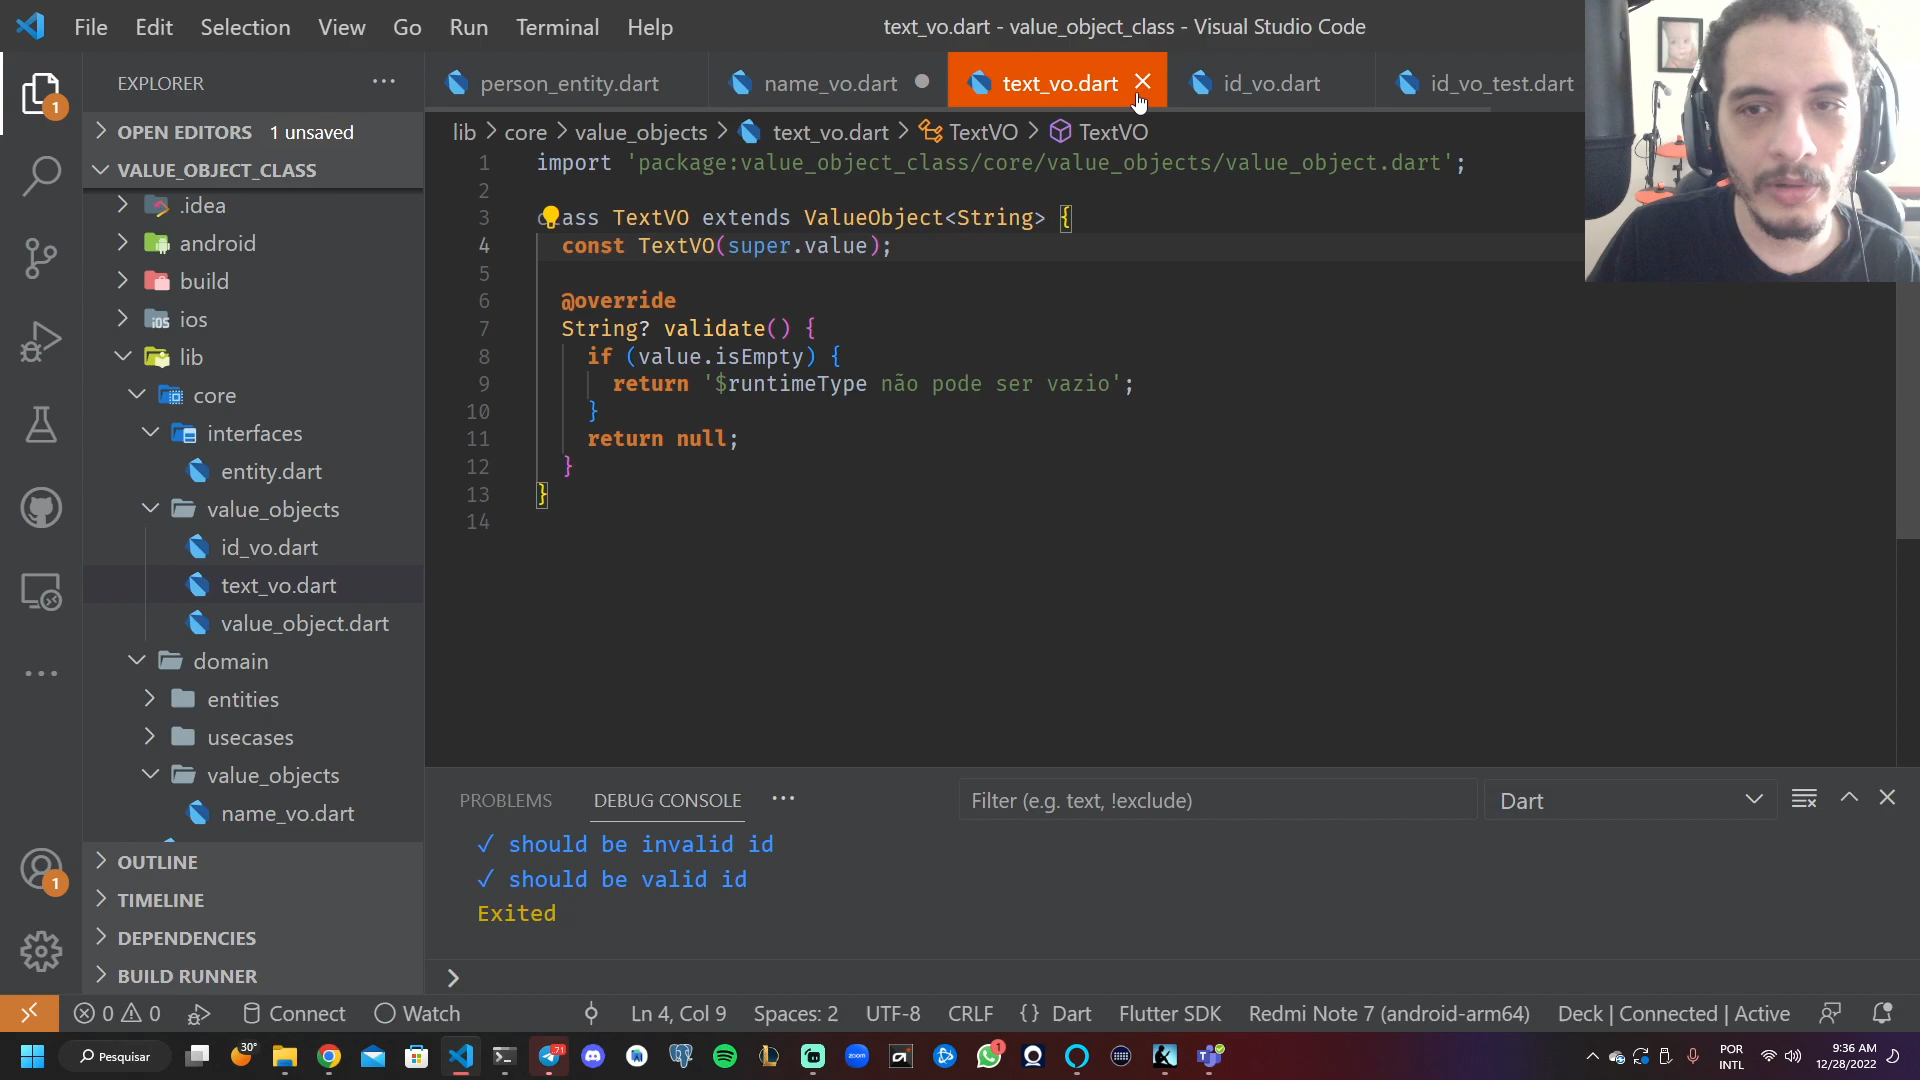 File Edit Selection View Go Run Terminal Help
text_vo.dart - value_object_class - Visual Studio Code
EXPLORER
person_entity.dart
name_vo.dart
text_vo.dart
id_vo.dart
id_vo_test.dart
OPEN EDITORS 1 unsaved
VALUE_OBJECT_CLASS
.idea
android
build
ios
lib
core
interfaces
entity.dart
value_objects
id_vo.dart
text_vo.dart
value_object.dart
domain
entities
usecases
value_objects
name_vo.dart
OUTLINE
TIMELINE
DEPENDENCIES
BUILD RUNNER
1
1
lib > core > value_objects > text_vo.dart > TextVO > TextVO
1 import 'package:value_object_class/core/value_objects/value_object.dart';
2
3 class TextVO extends ValueObject<String> {
4 const TextVO(super.value);
5
6 @override
7 String? validate() {
8 if (value.isEmpty) {
9 return '$runtimeType não pode ser vazio';
10 }
11 return null;
12 }
13 }
14
PROBLEMS DEBUG CONSOLE ... Filter (e.g. text, !exclude) Dart
✓ should be invalid id
✓ should be valid id
Exited
>
0 0 Connect Watch Ln 4, Col 9 Spaces: 2 UTF-8 CRLF {} Dart Flutter SDK Redmi Note 7 (android-arm64) Deck | Connected | Active
Pesquisar 30° 71 zoom 1 POR INTL 9:36 AM 12/28/2022